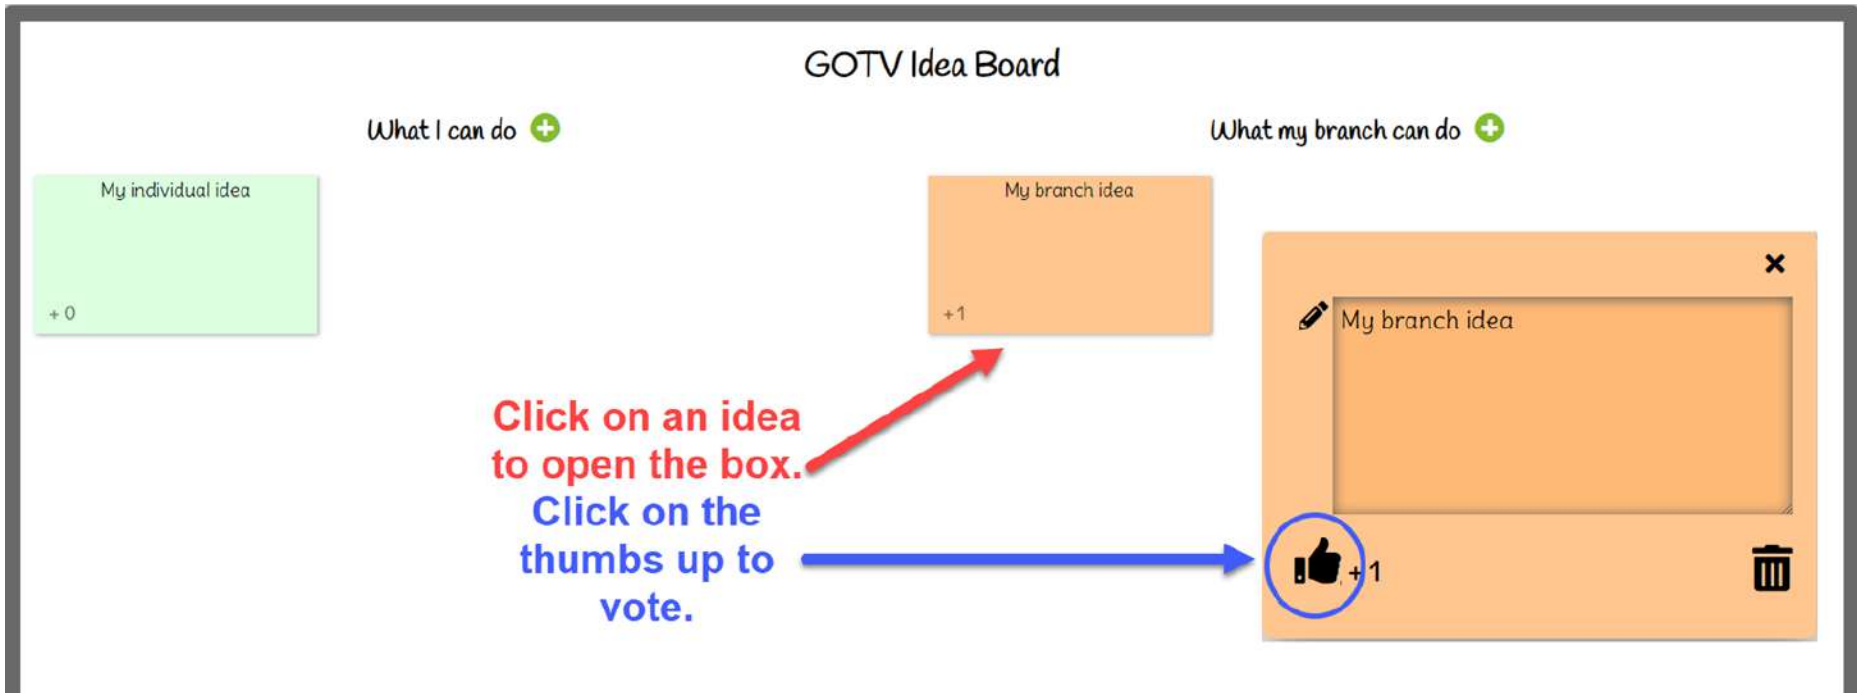 GOTV Idea Board
What I can do
What my branch can do
My individual idea
+ 0
My branch idea
+1
My branch idea
+1
Click on an idea
to open the box.
Click on the
thumbs up to
vote.